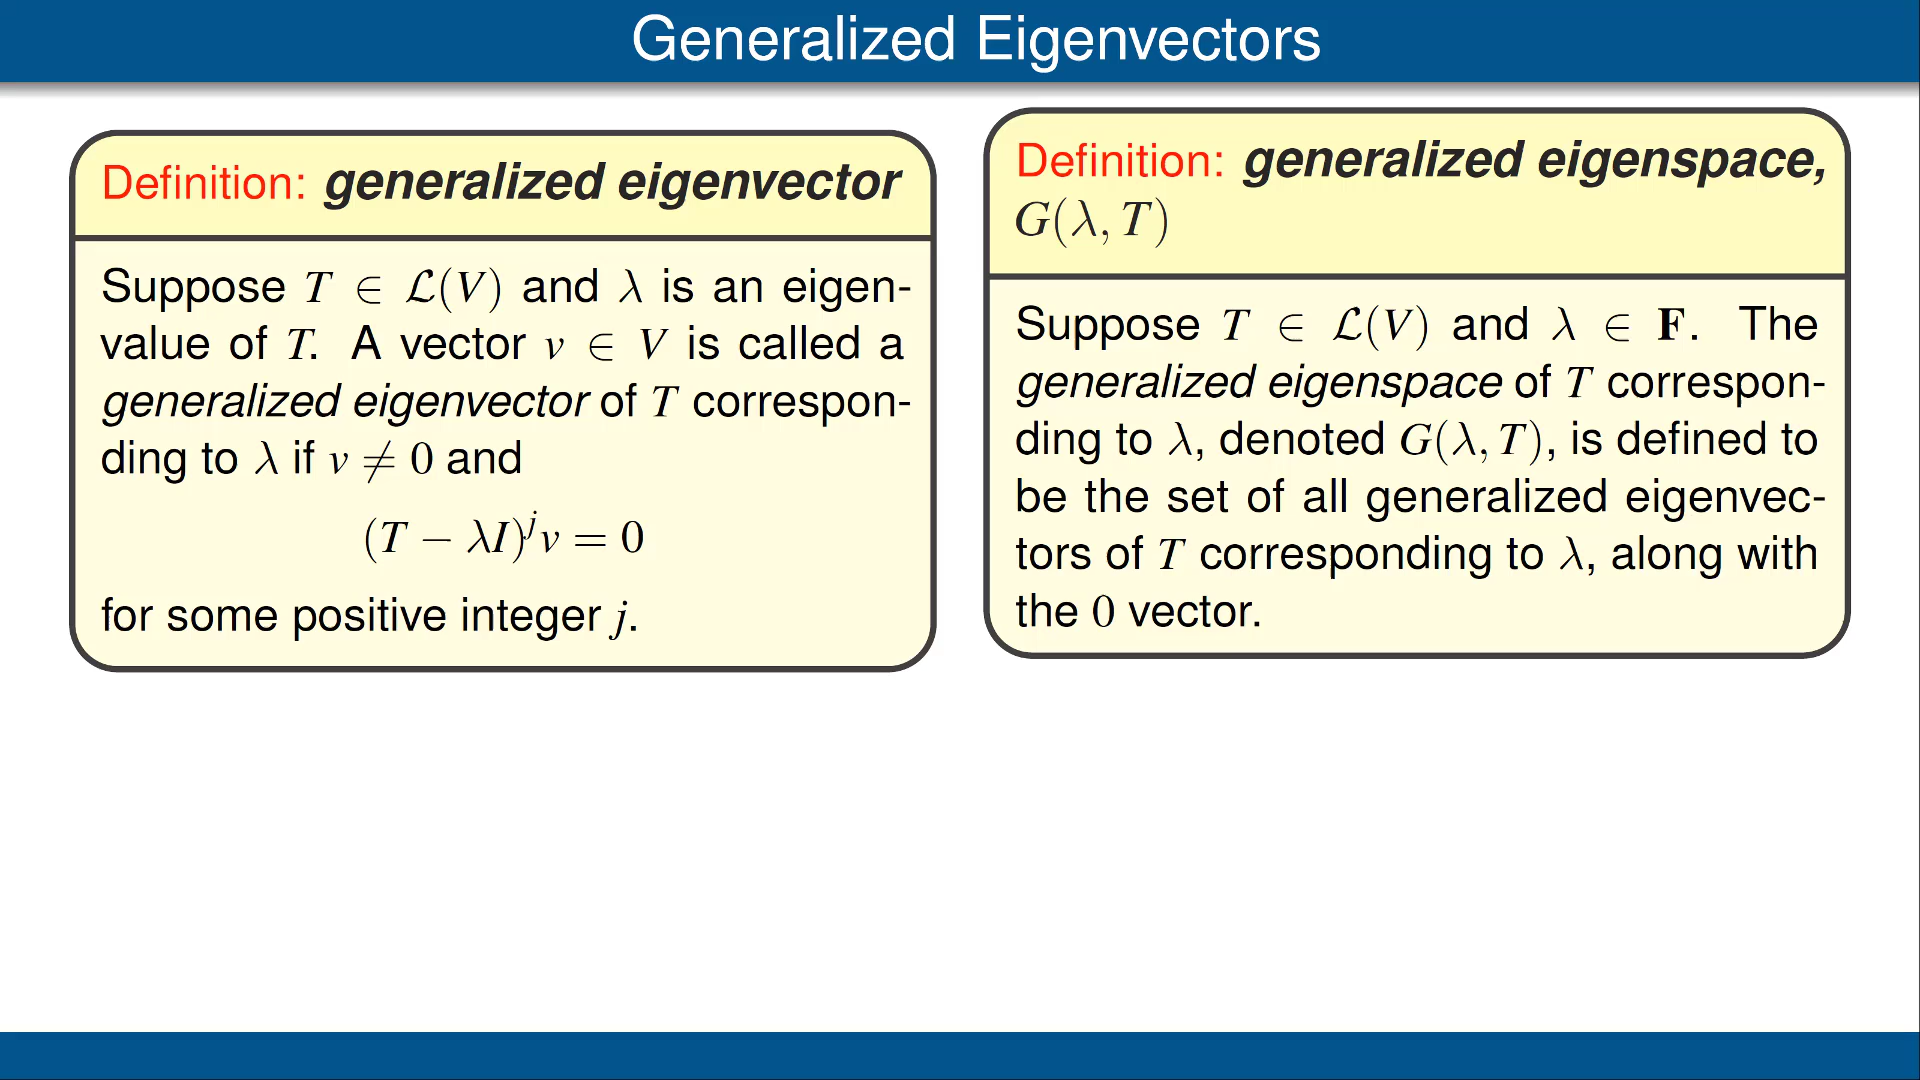 Generalized Eigenvectors
Definition: generalized eigenvector
Suppose T ∈ ℒ(V) and λ is an eigen-
value of T. A vector v ∈ V is called a
generalized eigenvector of T correspon-
ding to λ if v ≠ 0 and
(T − λI)^j v = 0
for some positive integer j.
Definition: generalized eigenspace,
G(λ, T)
Suppose T ∈ ℒ(V) and λ ∈ F. The
generalized eigenspace of T correspon-
ding to λ, denoted G(λ, T), is defined to
be the set of all generalized eigenvec-
tors of T corresponding to λ, along with
the 0 vector.